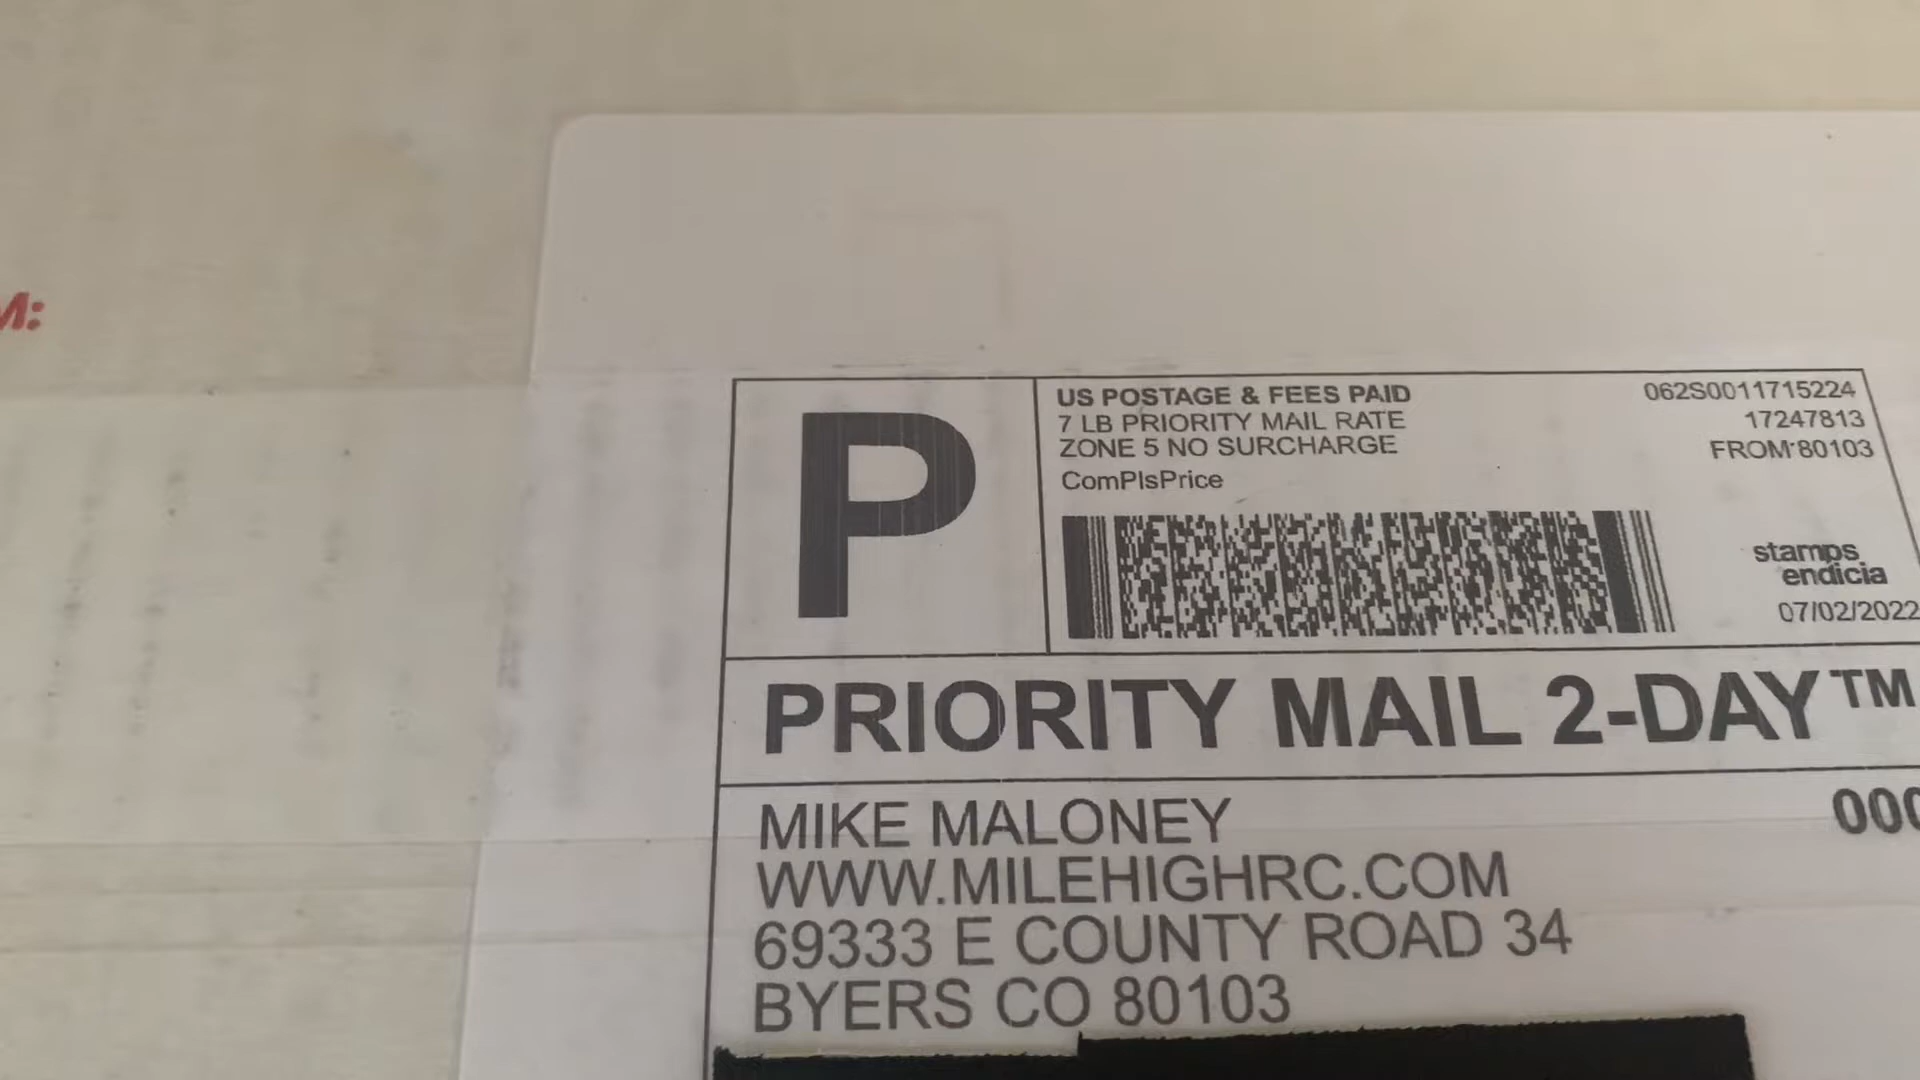 M:
P
US POSTAGE & FEES PAID
7 LB PRIORITY MAIL RATE
ZONE 5 NO SURCHARGE
ComPlsPrice
062S0011715224
17247813
FROM 80103
stamps
endicia
07/02/2022
PRIORITY MAIL 2-DAY™
MIKE MALONEY
WWW.MILEHIGHRC.COM
69333 E COUNTY ROAD 34
BYERS CO 80103
000